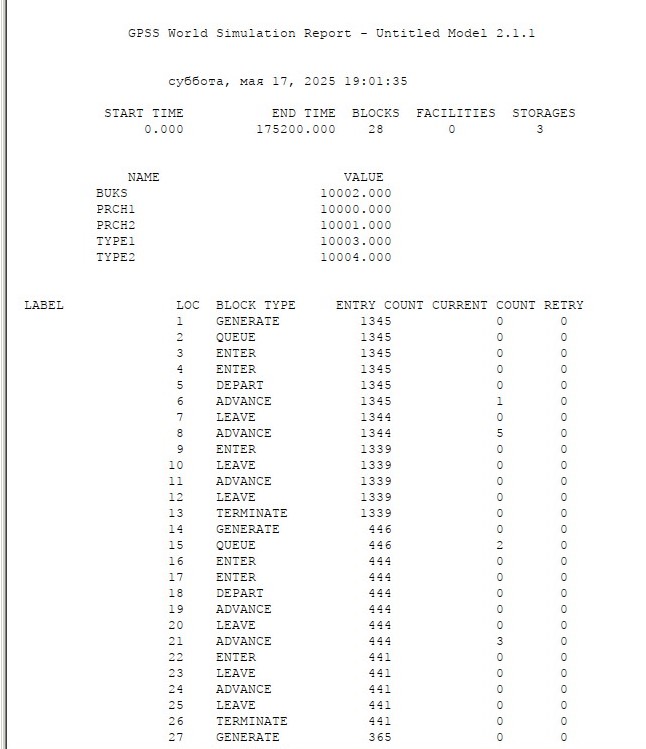 GPSS World Simulation Report - Untitled Model 2.1.1
суббота, мая 17, 2025 19:01:35
START TIME END TIME BLOCKS FACILITIES STORAGES
0.000 175200.000 28 0 3
NAME VALUE
BUKS 10002.000
PRCH1 10000.000
PRCH2 10001.000
TYPE1 10003.000
TYPE2 10004.000
LABEL LOC BLOCK TYPE ENTRY COUNT CURRENT COUNT RETRY
1 GENERATE 1345 0 0
2 QUEUE 1345 0 0
3 ENTER 1345 0 0
4 ENTER 1345 0 0
5 DEPART 1345 0 0
6 ADVANCE 1345 1 0
7 LEAVE 1344 0 0
8 ADVANCE 1344 5 0
9 ENTER 1339 0 0
10 LEAVE 1339 0 0
11 ADVANCE 1339 0 0
12 LEAVE 1339 0 0
13 TERMINATE 1339 0 0
14 GENERATE 446 0 0
15 QUEUE 446 2 0
16 ENTER 444 0 0
17 ENTER 444 0 0
18 DEPART 444 0 0
19 ADVANCE 444 0 0
20 LEAVE 444 0 0
21 ADVANCE 444 3 0
22 ENTER 441 0 0
23 LEAVE 441 0 0
24 ADVANCE 441 0 0
25 LEAVE 441 0 0
26 TERMINATE 441 0 0
27 GENERATE 365 0 0